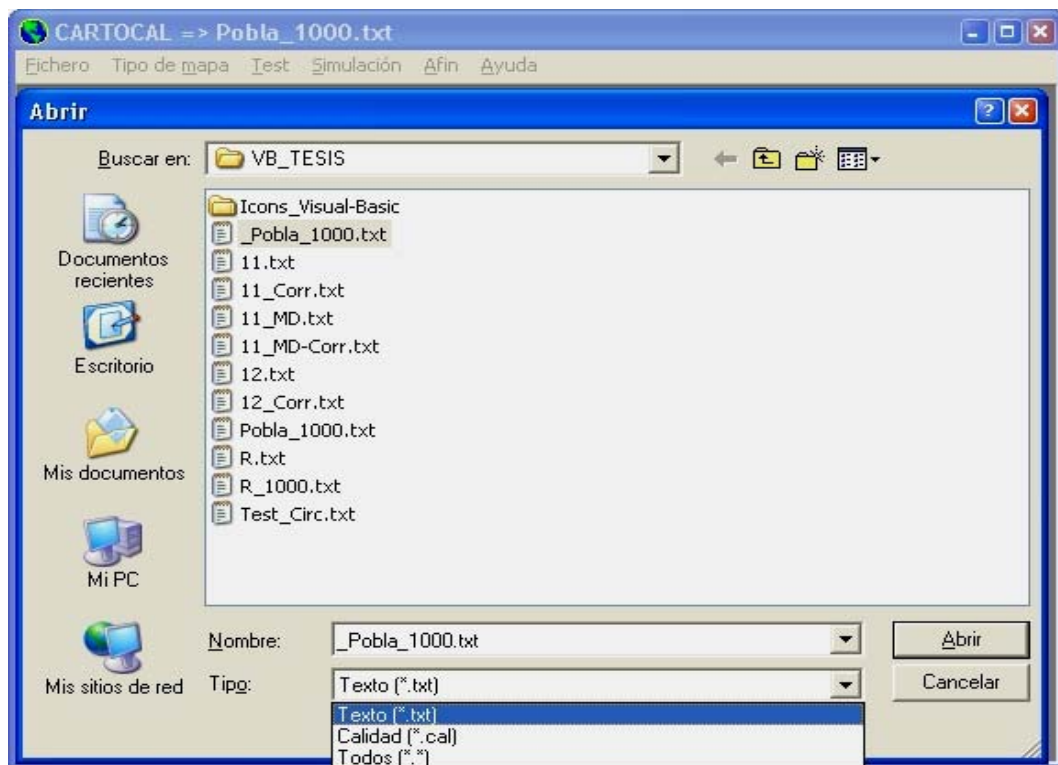 CARTOCAL => Pobla_1000.txt
Fichero Tipo de mapa Test Simulación Afin Ayuda
Abrir
Buscar en: VB_TESIS
Icons_Visual-Basic
_Pobla_1000.txt
11.txt
11_Corr.txt
11_MD.txt
11_MD-Corr.txt
12.txt
12_Corr.txt
Pobla_1000.txt
R.txt
R_1000.txt
Test_Circ.txt
Documentos
recientes
Escritorio
Mis documentos
Mi PC
Mis sitios de red
Nombre: _Pobla_1000.txt Abrir
Tipo: Texto (*.txt) Cancelar
Texto (*.txt)
Calidad (*.cal)
Todos (*.*)